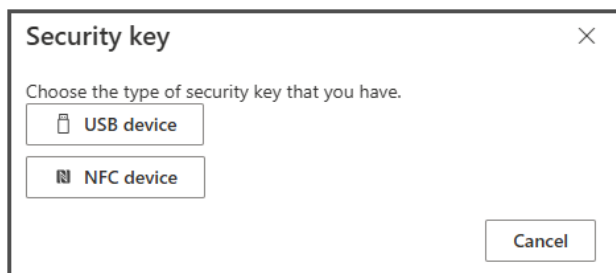 Security key
Choose the type of security key that you have.
USB device
NFC device
Cancel